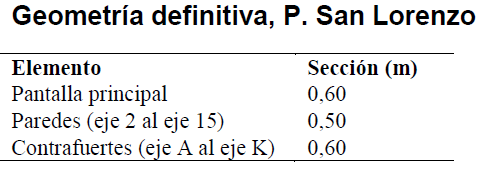 Geometría definitiva, P. San Lorenzo
Elemento Sección (m)
Pantalla principal 0,60
Paredes (eje 2 al eje 15) 0,50
Contrafuertes (eje A al eje K) 0,60